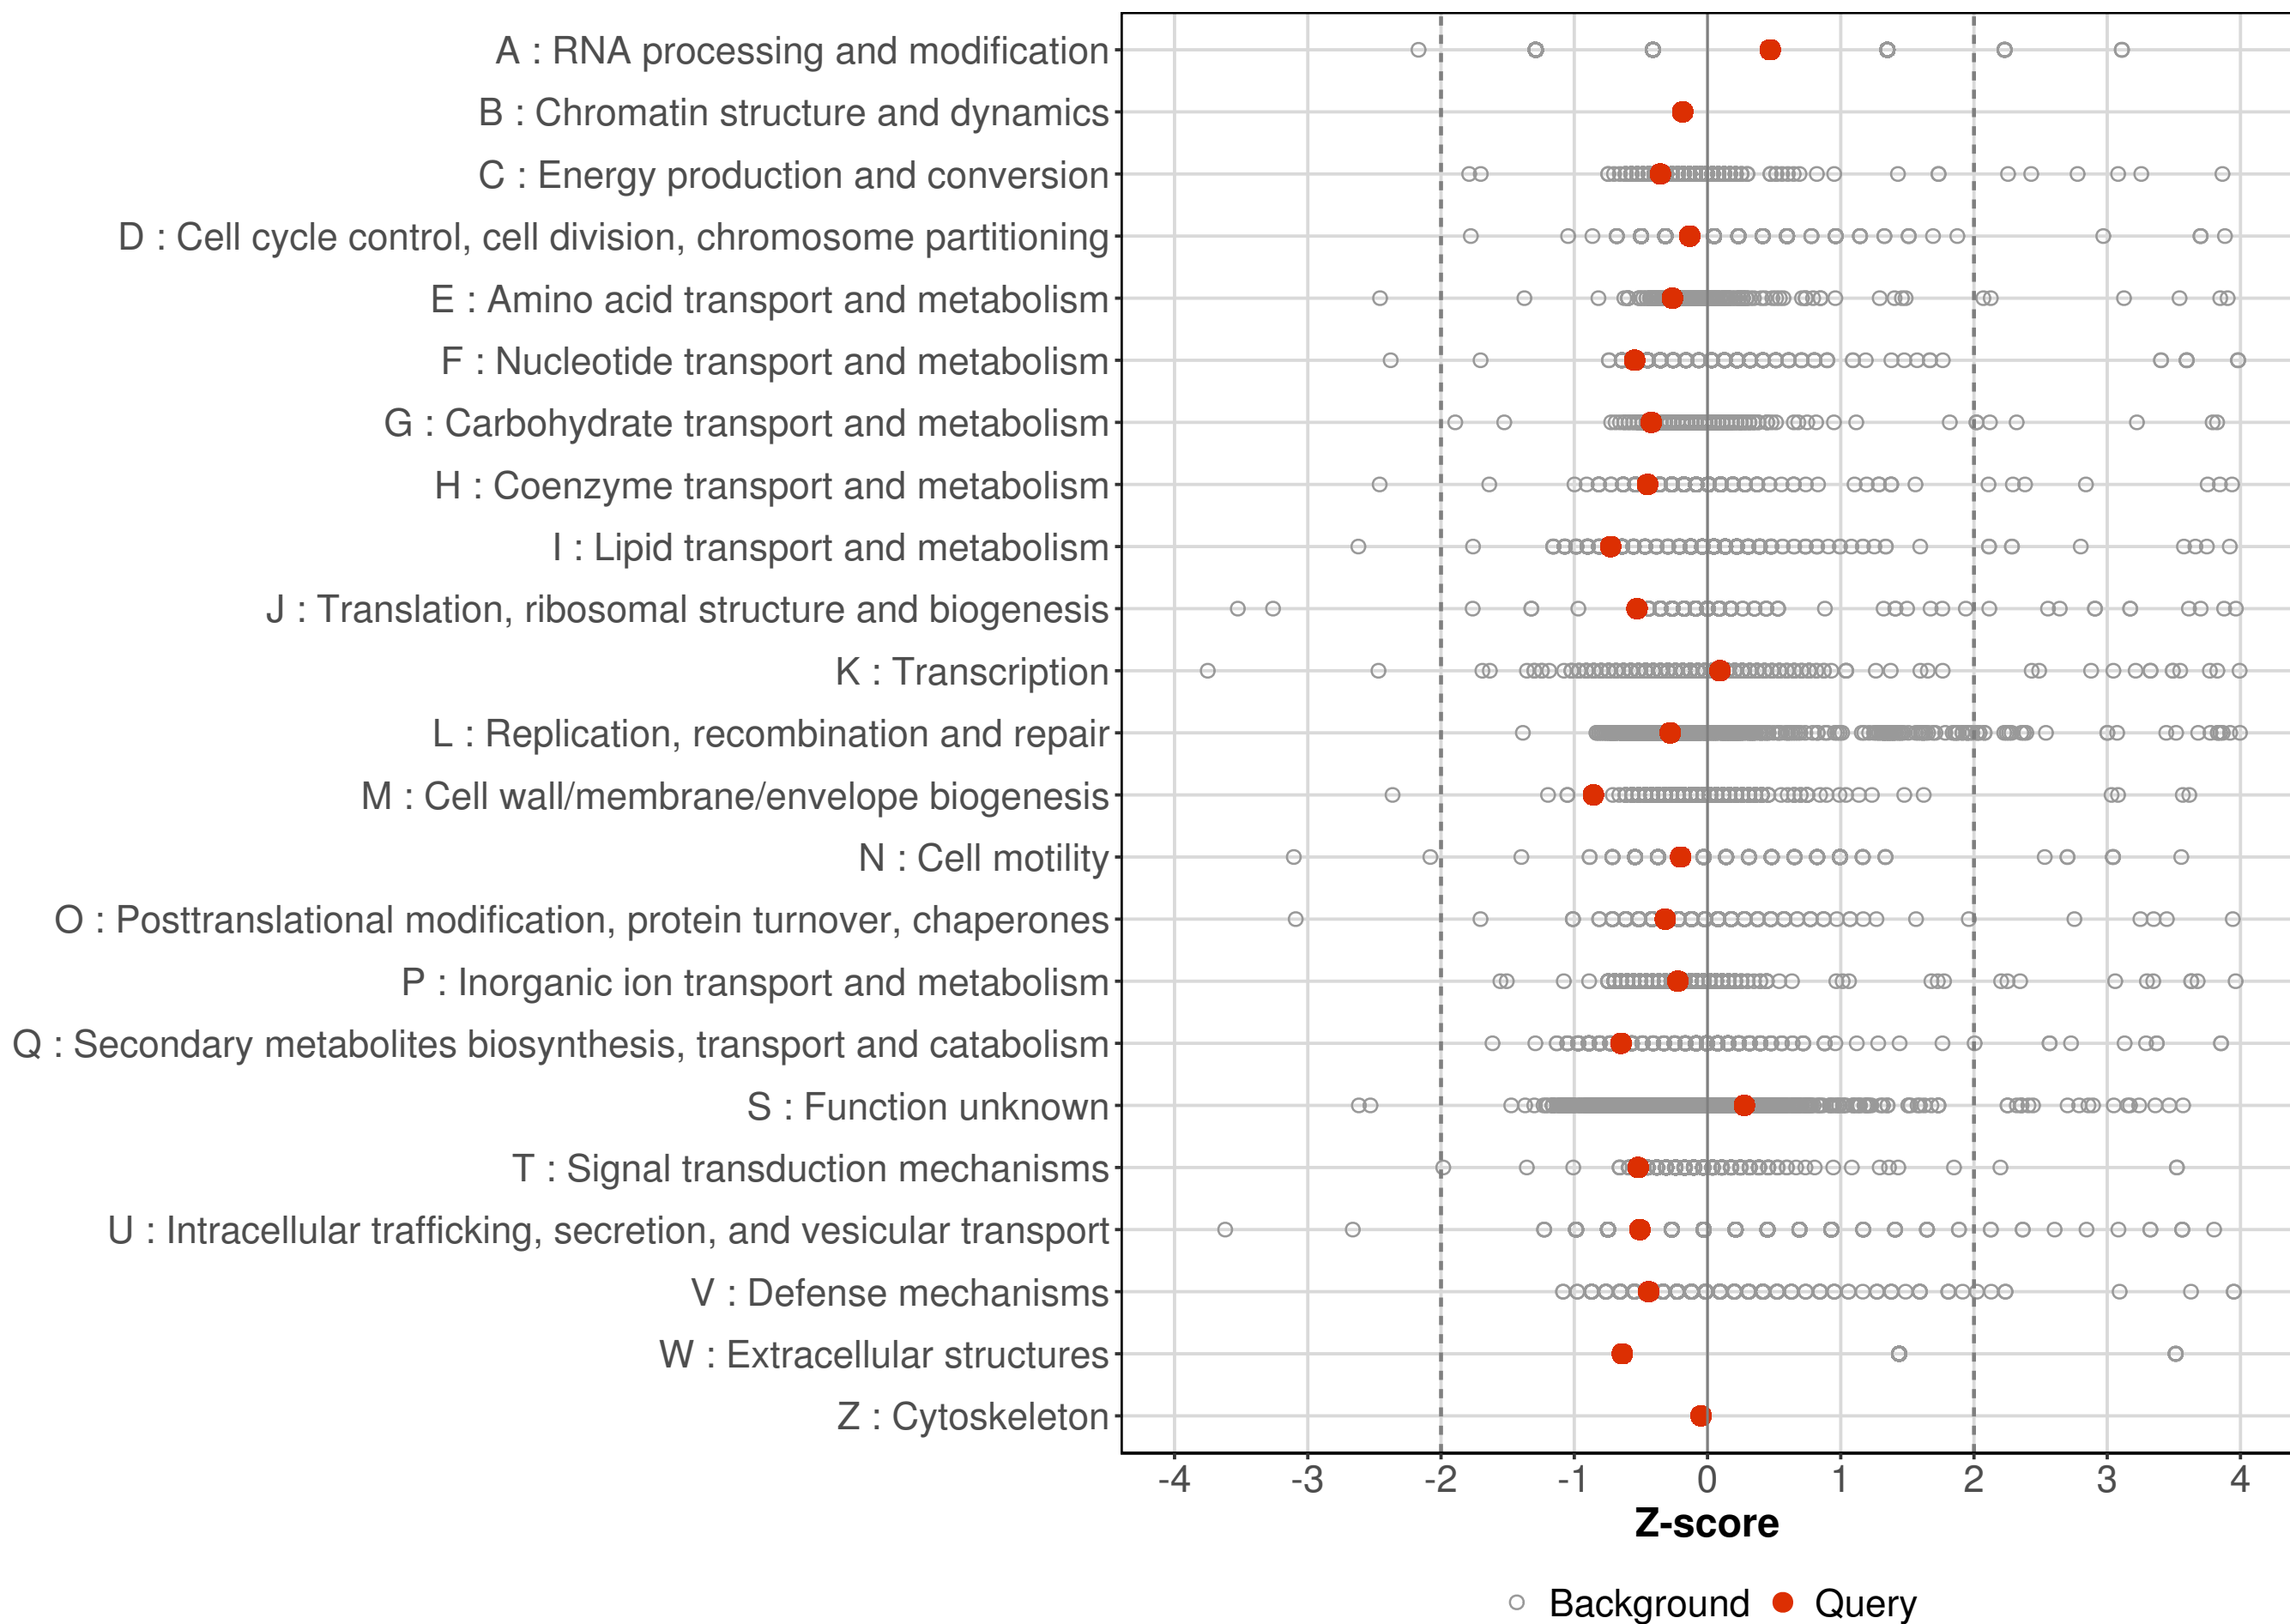 A : RNA processing and modification
B : Chromatin structure and dynamics
C : Energy production and conversion
D : Cell cycle control, cell division, chromosome partitioning
E : Amino acid transport and metabolism
F : Nucleotide transport and metabolism
G : Carbohydrate transport and metabolism
H : Coenzyme transport and metabolism
I : Lipid transport and metabolism
J : Translation, ribosomal structure and biogenesis
K : Transcription
L : Replication, recombination and repair
M : Cell wall/membrane/envelope biogenesis
N : Cell motility
O : Posttranslational modification, protein turnover, chaperones
P : Inorganic ion transport and metabolism
Q : Secondary metabolites biosynthesis, transport and catabolism
S : Function unknown
T : Signal transduction mechanisms
U : Intracellular trafficking, secretion, and vesicular transport
V : Defense mechanisms
W : Extracellular structures
Z : Cytoskeleton
-4 -3 -2 -1 0 1 2 3 4
Z-score
Background Query